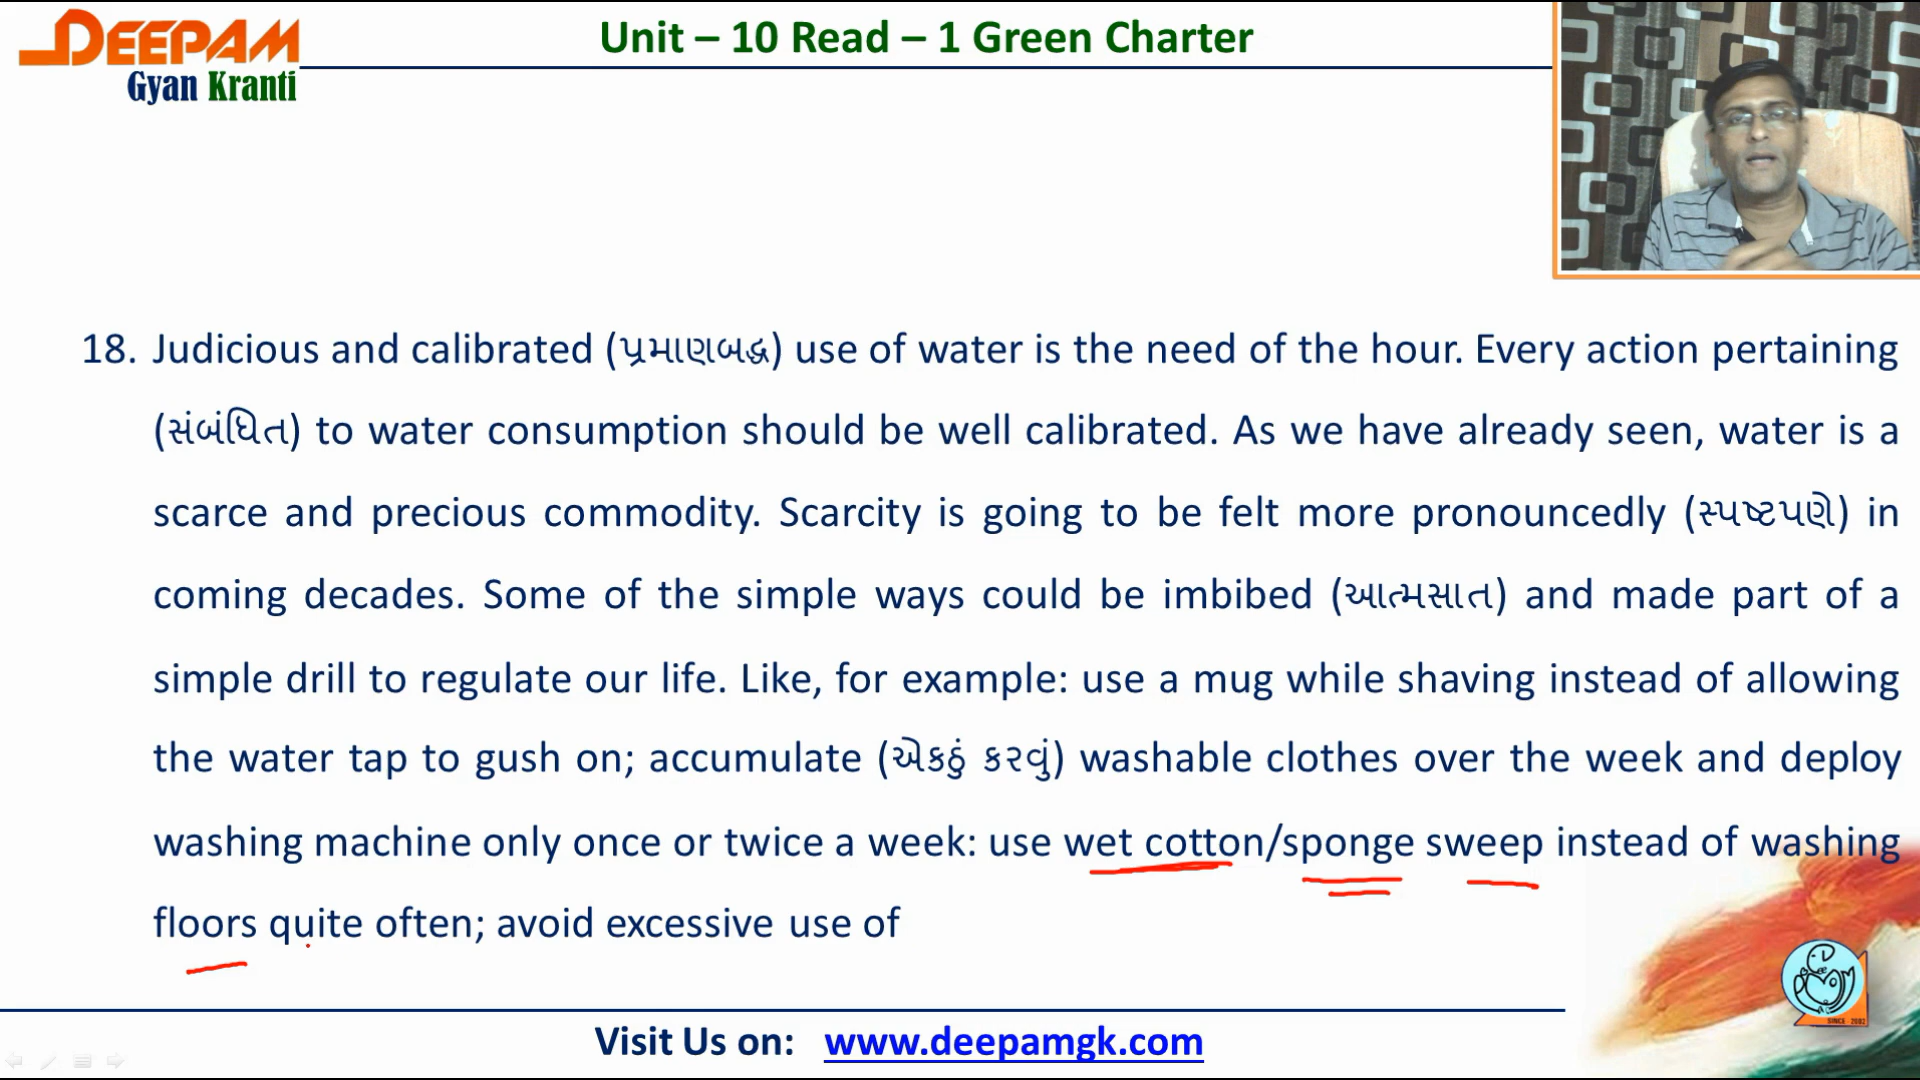 DEEPAM
Gyan Kranti
Unit – 10 Read – 1 Green Charter
18. Judicious and calibrated (પ્રમાણબદ્ધ) use of water is the need of the hour. Every action pertaining
(સંબંધિત) to water consumption should be well calibrated. As we have already seen, water is a
scarce and precious commodity. Scarcity is going to be felt more pronouncedly (સ્પષ્ટપણે) in
coming decades. Some of the simple ways could be imbibed (આત્મસાત) and made part of a
simple drill to regulate our life. Like, for example: use a mug while shaving instead of allowing
the water tap to gush on; accumulate (એકઠું કરવું) washable clothes over the week and deploy
washing machine only once or twice a week: use wet cotton/sponge sweep instead of washing
floors quite often; avoid excessive use of
SINCE 2002
Visit Us on: www.deepamgk.com